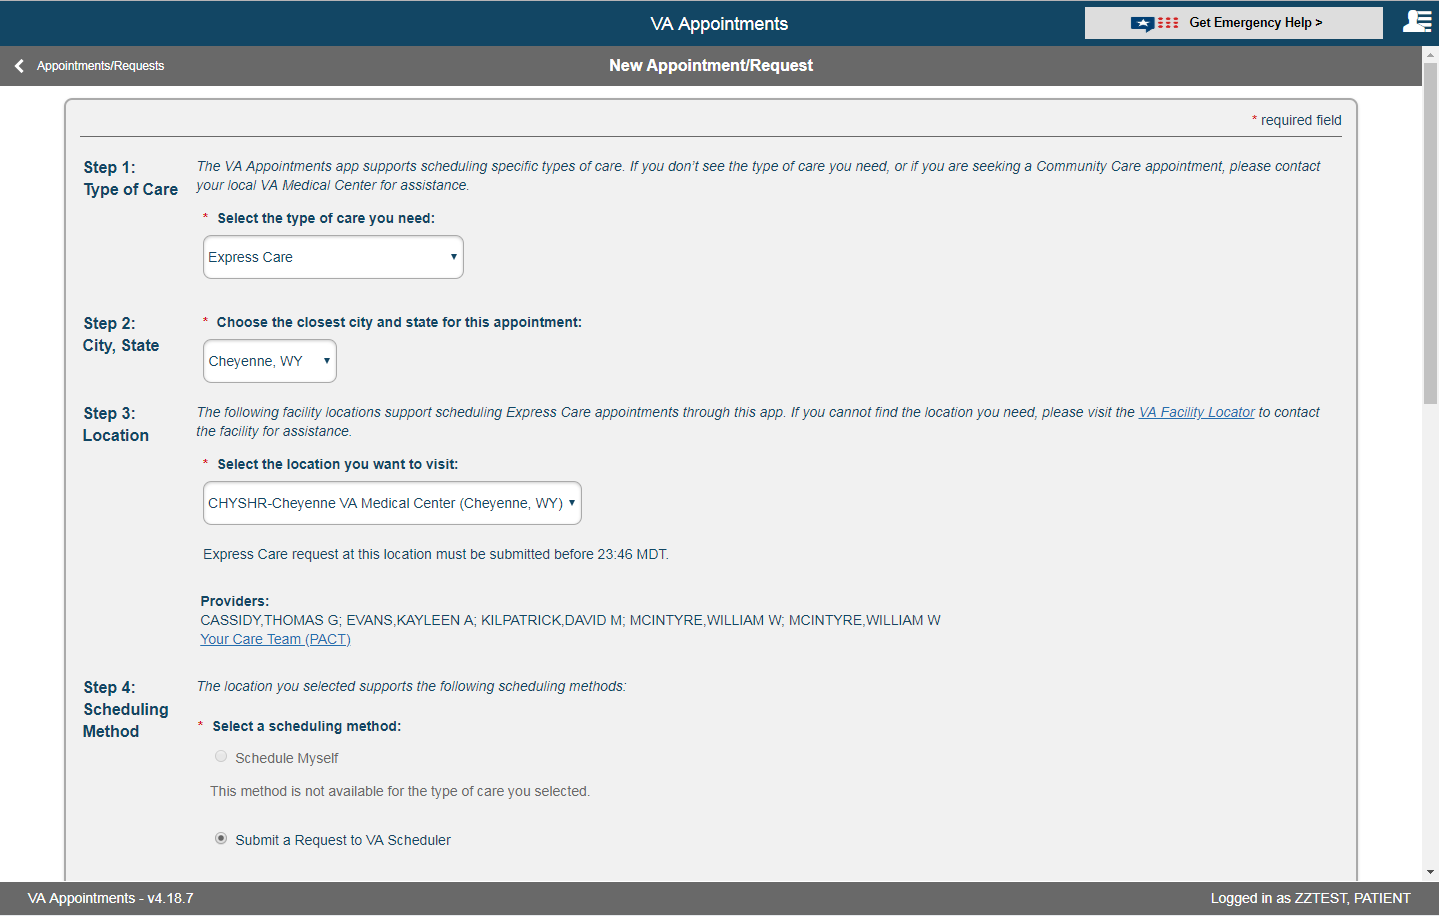 VA Appointments
Get Emergency Help >
Appointments/Requests
New Appointment/Request
* required field
Step 1:
Type of Care
The VA Appointments app supports scheduling specific types of care. If you don't see the type of care you need, or if you are seeking a Community Care appointment, please contact
your local VA Medical Center for assistance.
* Select the type of care you need:
Express Care
Step 2:
City, State
* Choose the closest city and state for this appointment:
Cheyenne, WY
Step 3:
Location
The following facility locations support scheduling Express Care appointments through this app. If you cannot find the location you need, please visit the VA Facility Locator to contact
the facility for assistance.
* Select the location you want to visit:
CHYSHR-Cheyenne VA Medical Center (Cheyenne, WY)
Express Care request at this location must be submitted before 23:46 MDT.
Providers:
CASSIDY,THOMAS G; EVANS,KAYLEEN A; KILPATRICK,DAVID M; MCINTYRE,WILLIAM W; MCINTYRE,WILLIAM W
Your Care Team (PACT)
Step 4:
Scheduling
Method
The location you selected supports the following scheduling methods:
* Select a scheduling method:
Schedule Myself
This method is not available for the type of care you selected.
Submit a Request to VA Scheduler
VA Appointments - v4.18.7
Logged in as ZZTEST, PATIENT